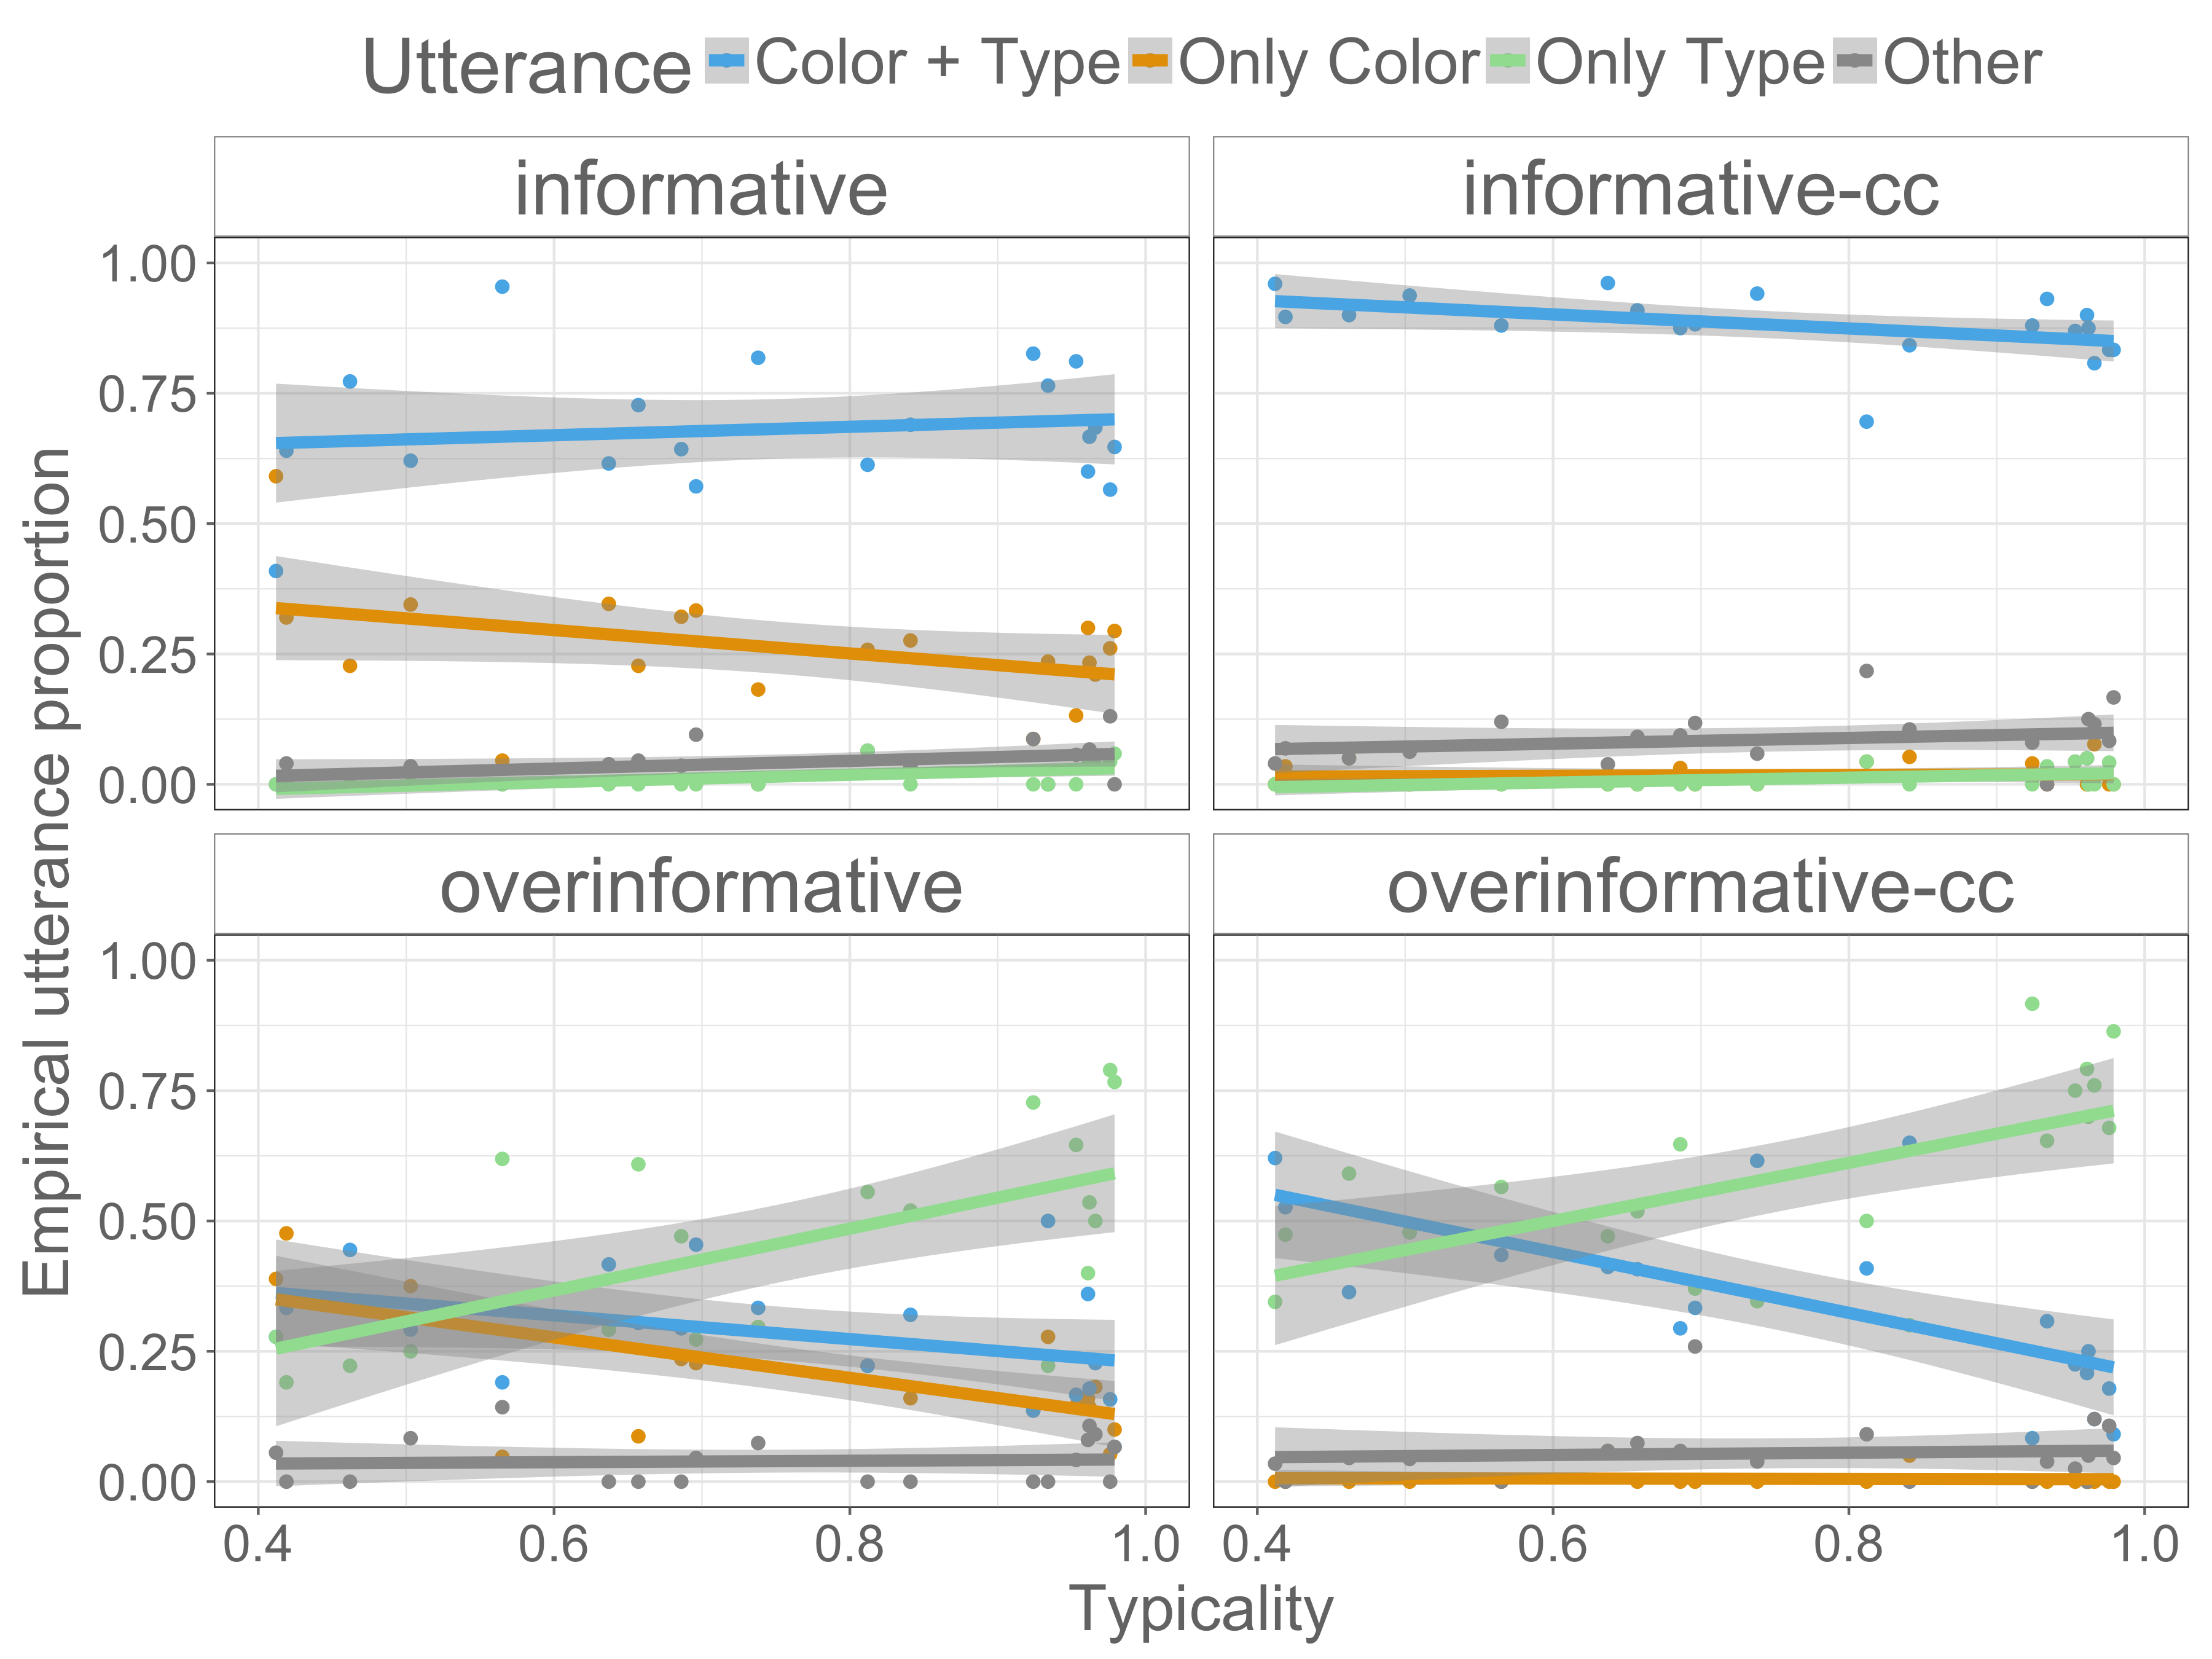 Utterance Color + Type Only Color Only Type Other
informative informative-cc
1.00
0.75
0.50
0.25
0.00
overinformative overinformative-cc
1.00
0.75
0.50
0.25
0.00
0.4 0.6 0.8 1.0 0.4 0.6 0.8 1.0
Typicality
Empirical utterance proportion